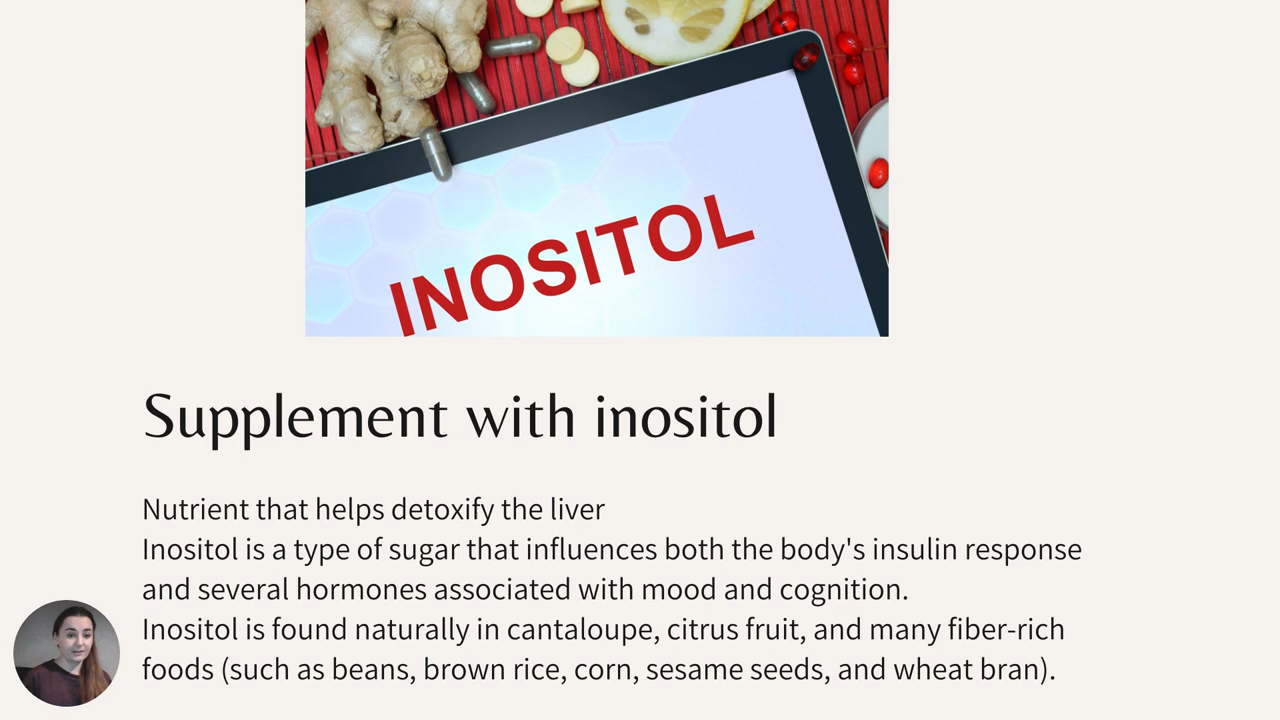 INOSITOL
Supplement with inositol
Nutrient that helps detoxify the liver
Inositol is a type of sugar that influences both the body's insulin response
and several hormones associated with mood and cognition.
Inositol is found naturally in cantaloupe, citrus fruit, and many fiber-rich
foods (such as beans, brown rice, corn, sesame seeds, and wheat bran).